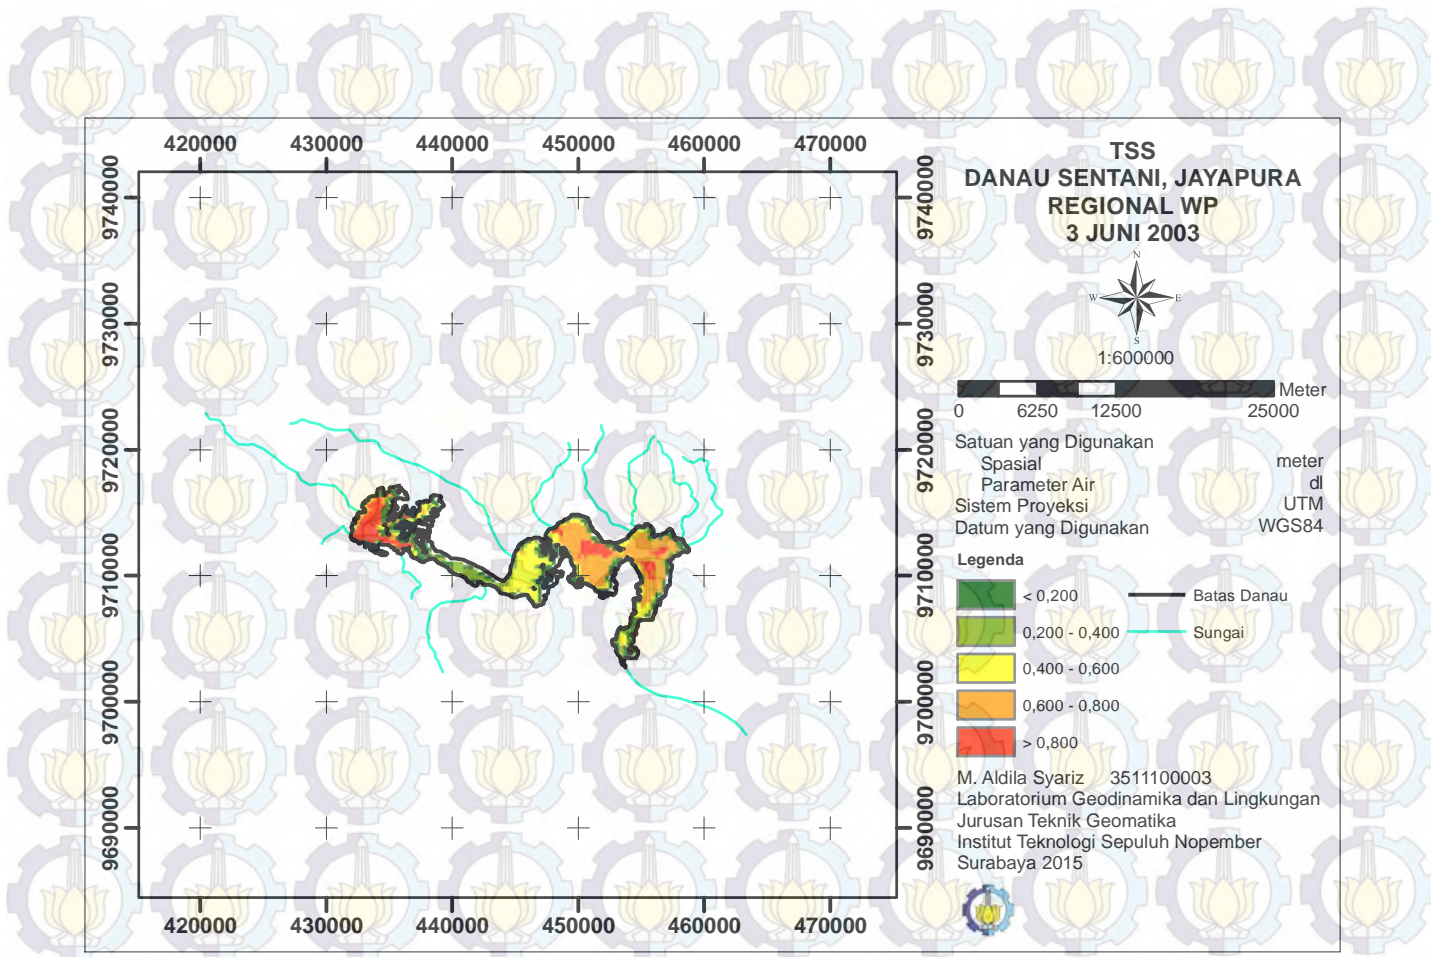 420000 430000 440000 450000 460000 470000
9740000 9740000
9730000 9730000
9720000 9720000
9710000 9710000
9700000 9700000
9690000 9690000
420000 430000 440000 450000 460000 470000
TSS
DANAU SENTANI, JAYAPURA
REGIONAL WP
3 JUNI 2003
N
W E
S
1:600000
Meter
0 6250 12500 25000
Satuan yang Digunakan
Spasial meter
Parameter Air dl
Sistem Proyeksi UTM
Datum yang Digunakan WGS84
Legenda
< 0,200 Batas Danau
0,200 - 0,400 Sungai
0,400 - 0,600
0,600 - 0,800
> 0,800
M. Aldila Syariz 3511100003
Laboratorium Geodinamika dan Lingkungan
Jurusan Teknik Geomatika
Institut Teknologi Sepuluh Nopember
Surabaya 2015